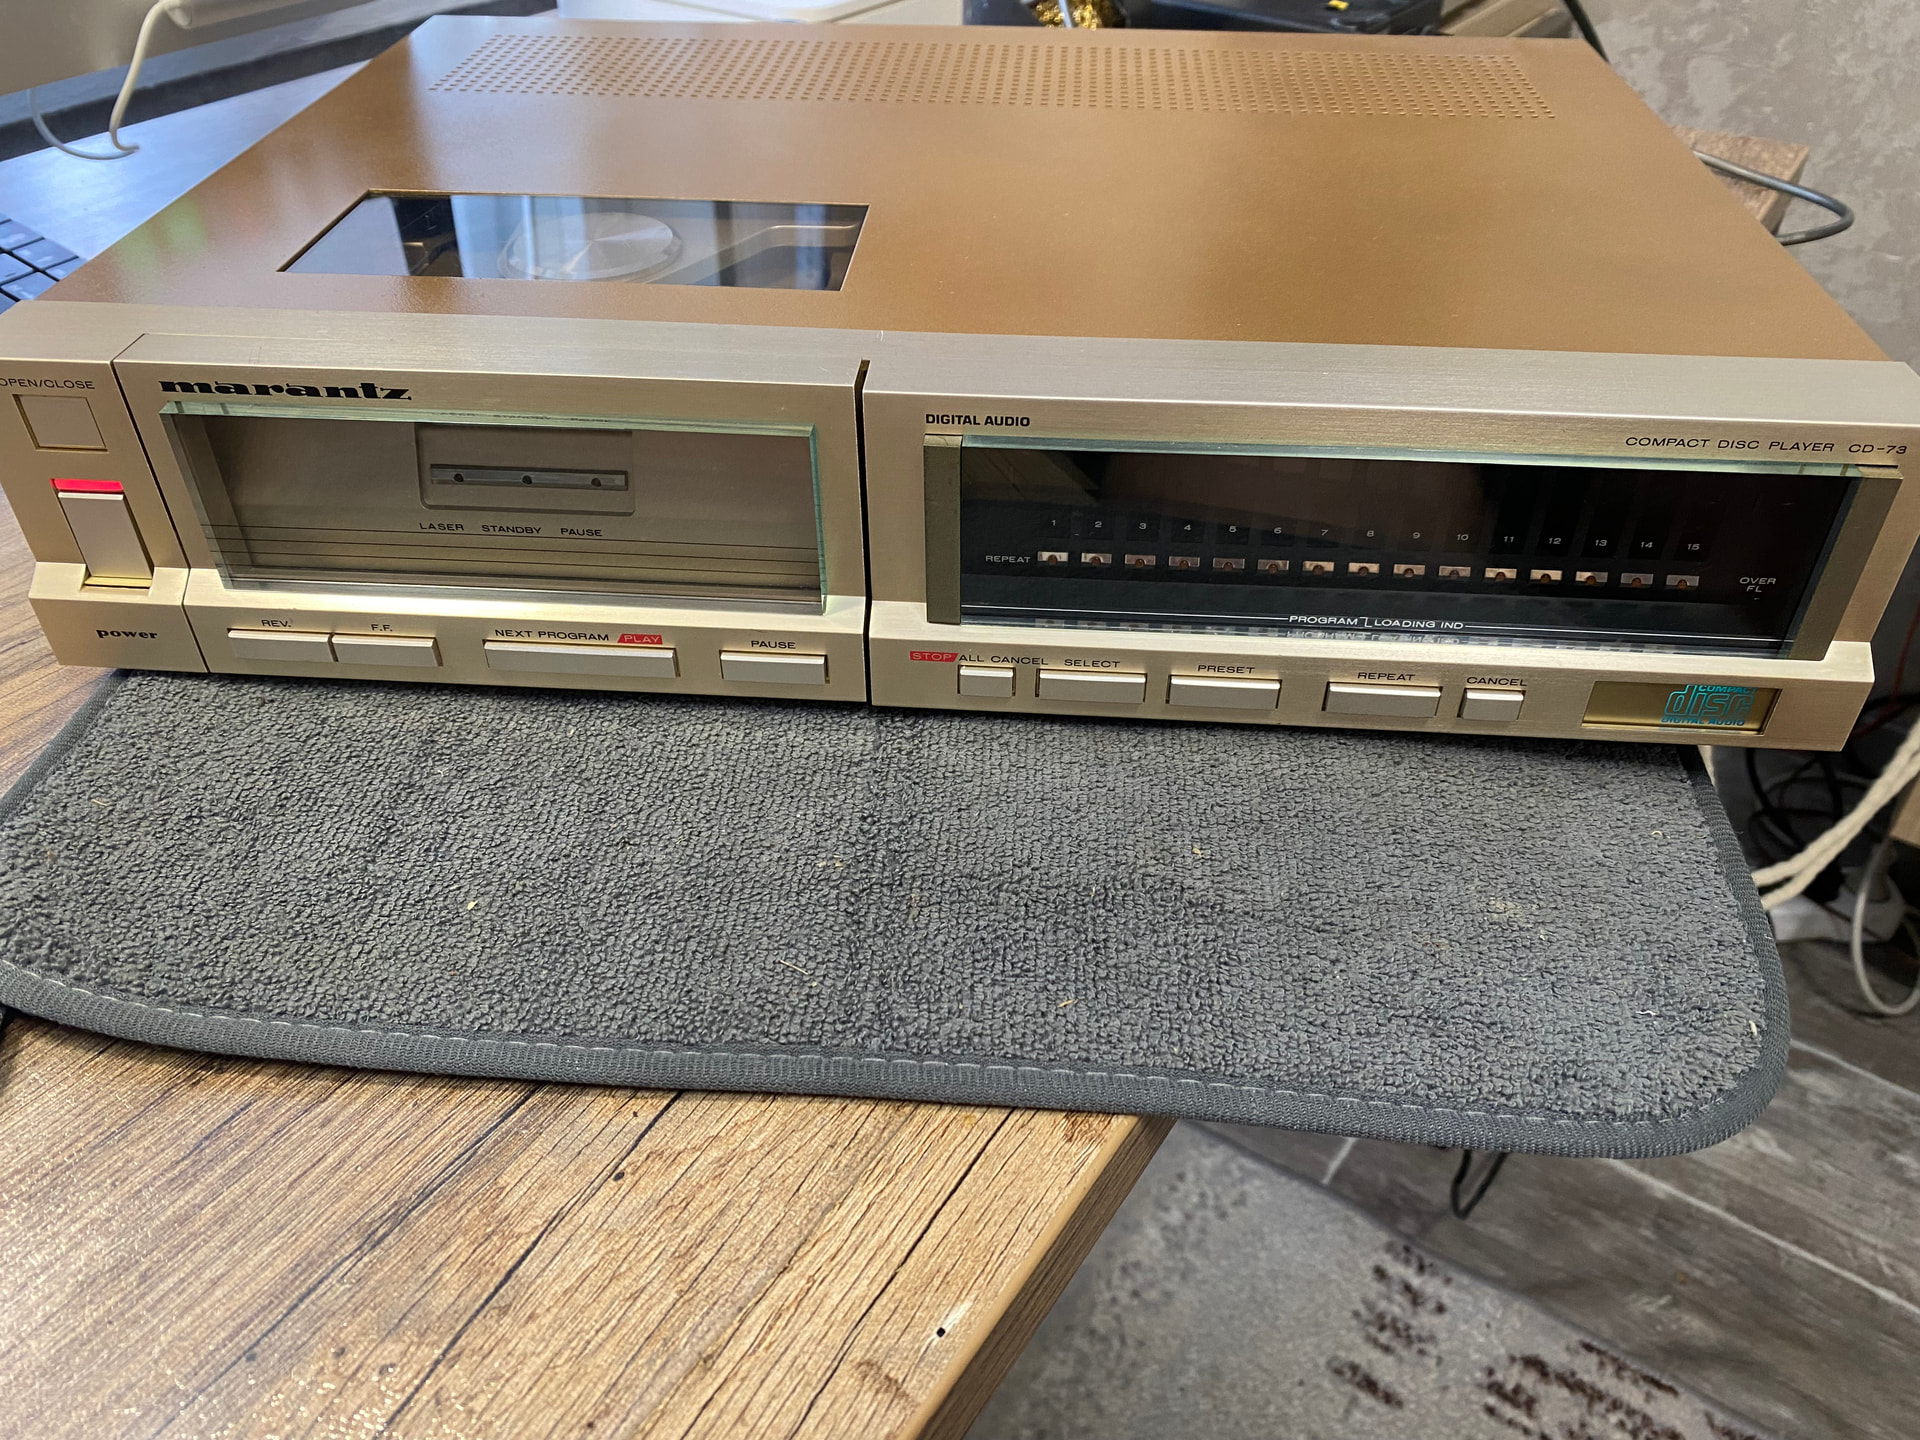 OPEN/CLOSE
marantz
LASER STANDBY PAUSE
power
REV.
F.F.
NEXT PROGRAM /PLAY
PAUSE
DIGITAL AUDIO
COMPACT DISC PLAYER CD-73
1 2 3 4 5 6 7 8 9 10 11 12 13 14 15
REPEAT
OVER
FL
PROGRAM LOADING IND
STOP/ALL CANCEL
SELECT
PRESET
REPEAT
CANCEL
COMPACT
disc
DIGITAL AUDIO